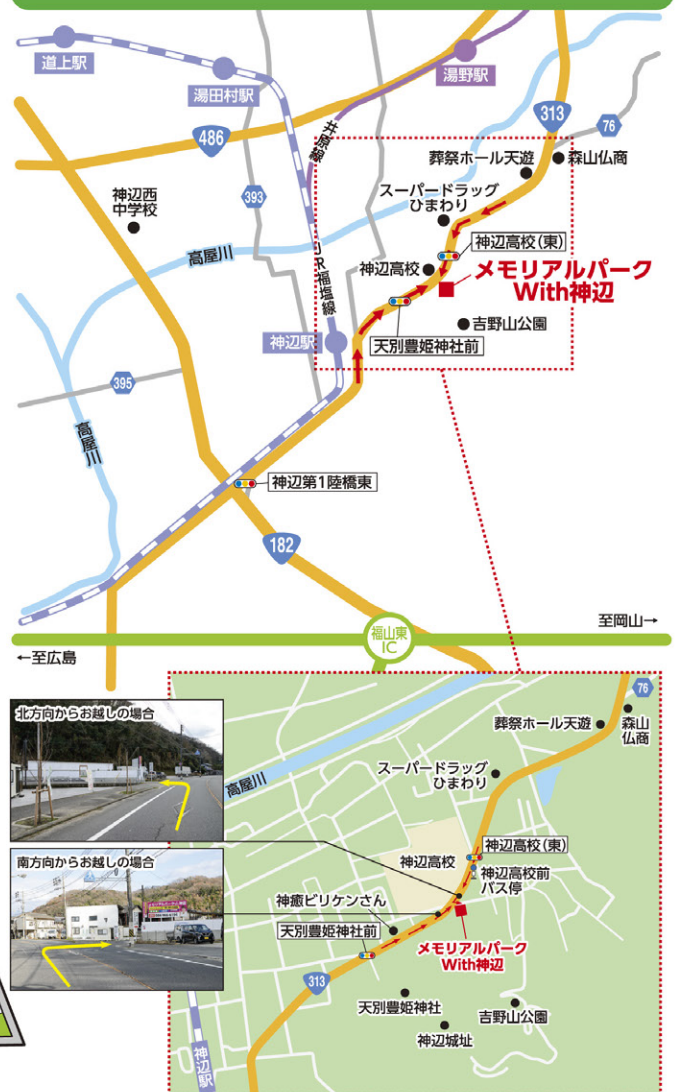 道上駅
湯田村駅
湯野駅
井原線
486
313
76
葬祭ホール天遊
森山仏商
393
スーパードラッグ
ひまわり
神辺西
中学校
神辺高校(東)
高屋川
JR福塩線
神辺高校
メモリアルパーク
With神辺
吉野山公園
神辺駅
天別豊姫神社前
395
高屋川
神辺第1陸橋東
182
福山東
IC
至岡山→
←至広島
76
北方向からお越しの場合
葬祭ホール天遊
森山
仏商
スーパードラッグ
ひまわり
高屋川
神辺高校(東)
神辺高校
神辺高校前
バス停
南方向からお越しの場合
神癒ビリケンさん
天別豊姫神社前
メモリアルパーク
With神辺
313
天別豊姫神社
吉野山公園
神辺城址
神辺駅